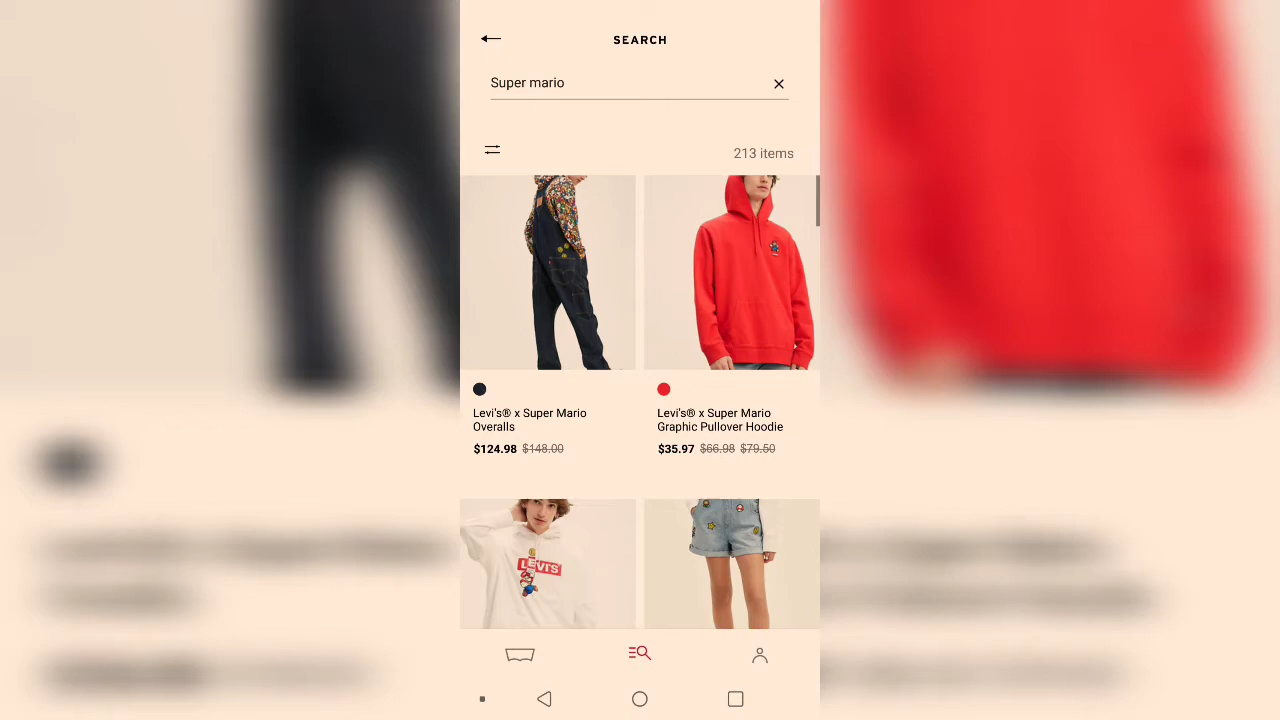 SEARCH
Super mario
213 items
Levi's® x Super Mario
Overalls
$124.98 $148.00
Levi's® x Super Mario
Graphic Pullover Hoodie
$35.97 $66.98 $79.50
LEVI'S